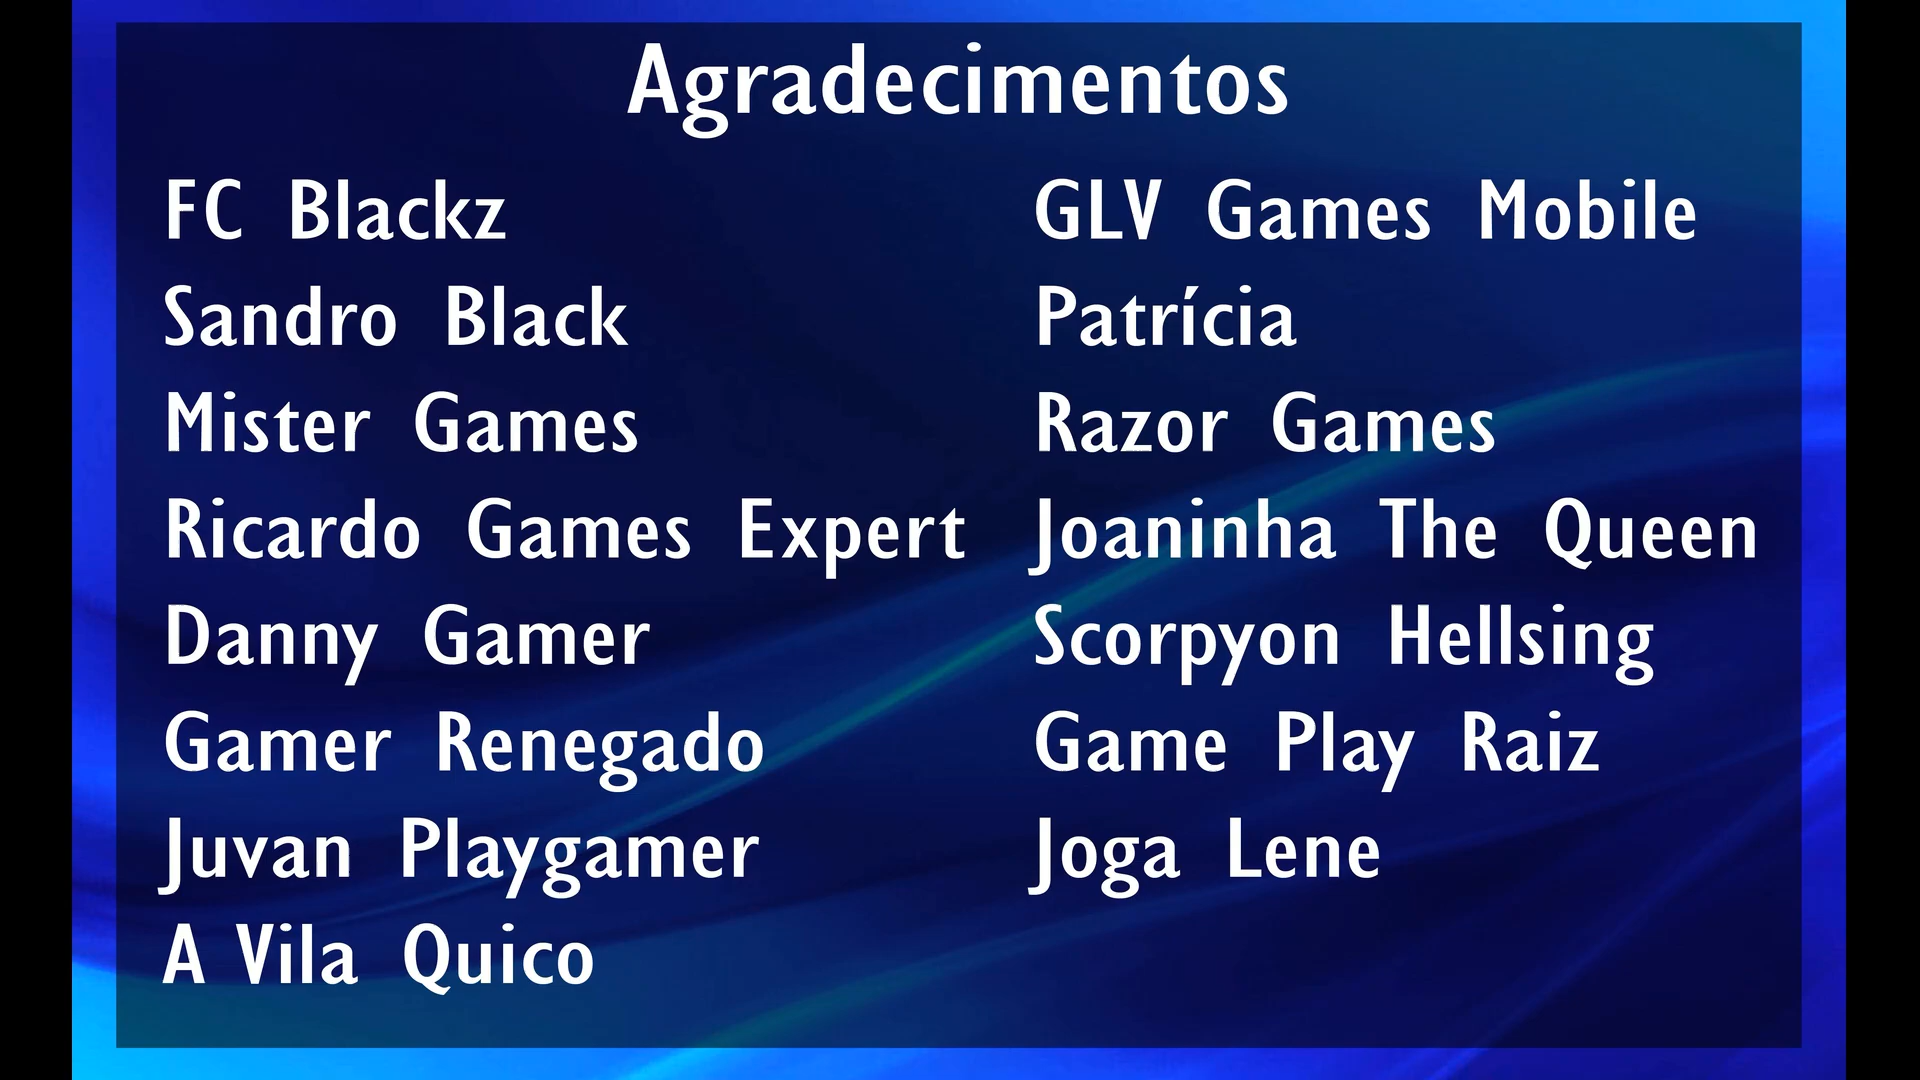 Agradecimentos
FC Blackz
Sandro Black
Mister Games
Ricardo Games Expert
Danny Gamer
Gamer Renegado
Juvan Playgamer
A Vila Quico
GLV Games Mobile
Patrícia
Razor Games
Joaninha The Queen
Scorpyon Hellsing
Game Play Raiz
Joga Lene